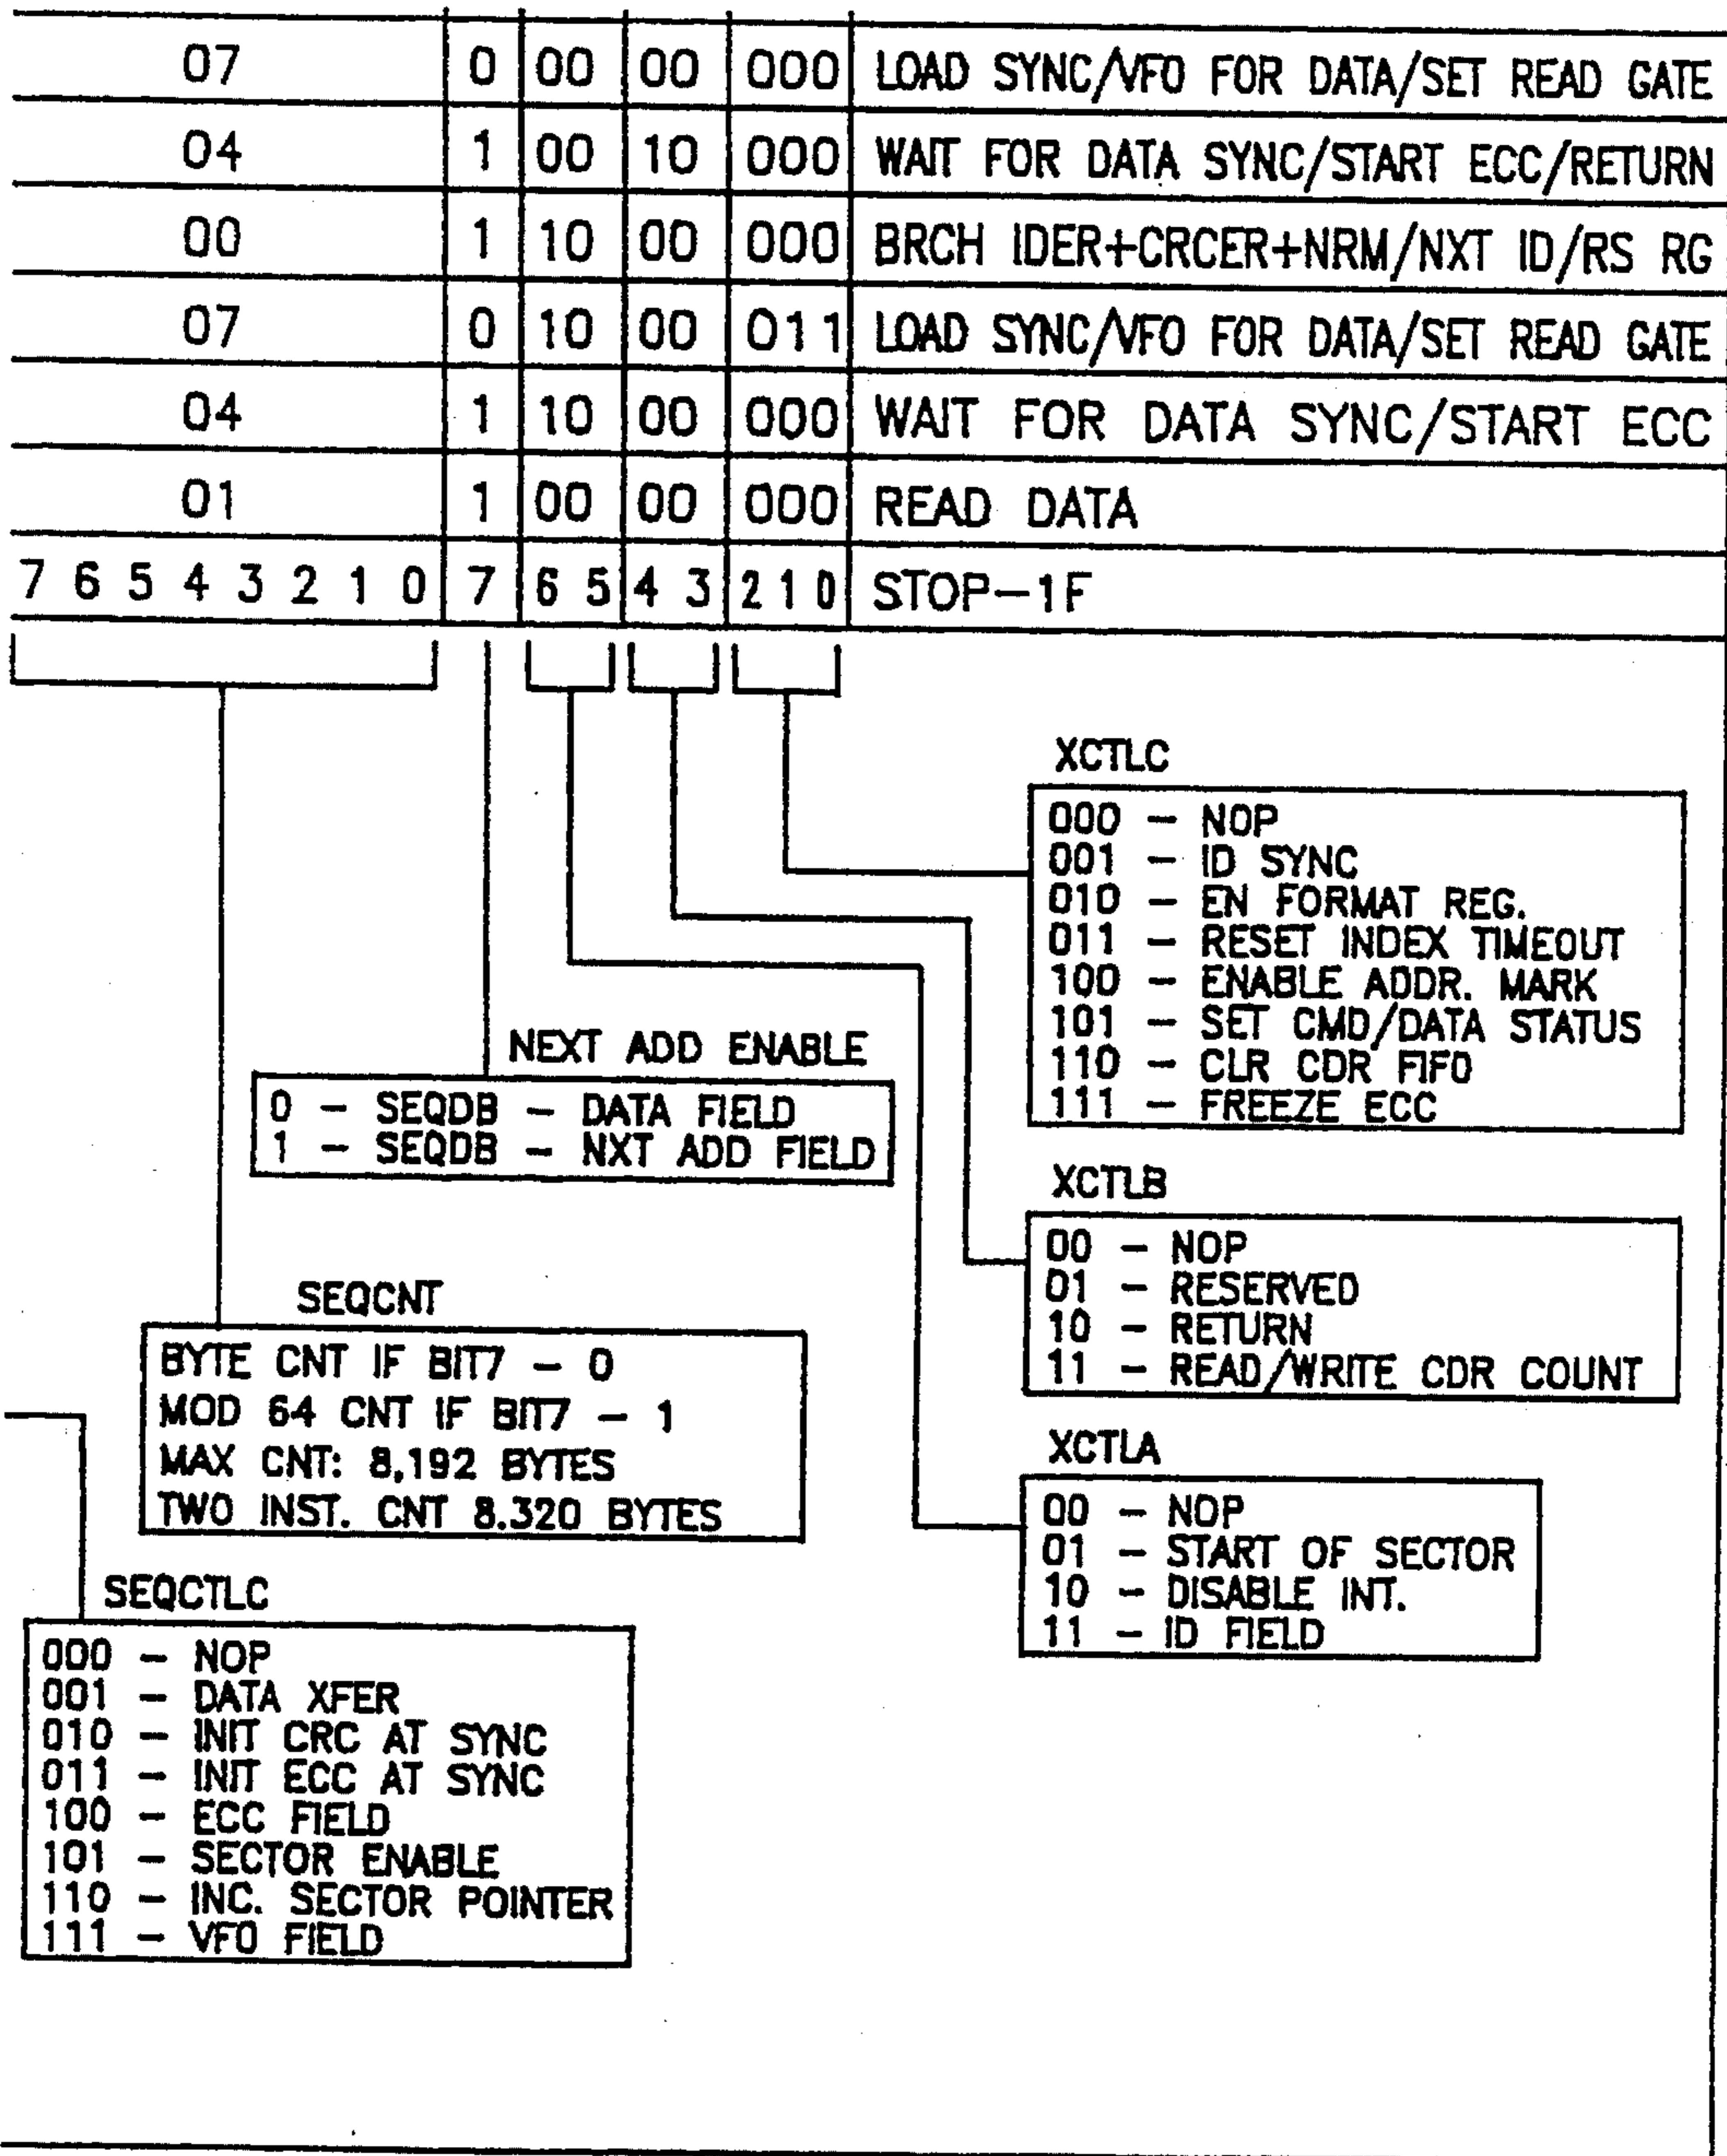 07 0 00 00 000 LOAD SYNC/VFO FOR DATA/SET READ GATE
04 1 00 10 000 WAIT FOR DATA SYNC/START ECC/RETURN
00 1 10 00 000 BRCH IDER+CRCER+NRM/NXT ID/RS RG
07 0 10 00 011 LOAD SYNC/VFO FOR DATA/SET READ GATE
04 1 10 00 000 WAIT FOR DATA SYNC/START ECC
01 1 00 00 000 READ DATA
7 6 5 4 3 2 1 0 7 6 5 4 3 2 1 0 STOP-1F
XCTLC
000 - NOP
001 - ID SYNC
010 - EN FORMAT REG.
011 - RESET INDEX TIMEOUT
100 - ENABLE ADDR. MARK
101 - SET CMD/DATA STATUS
110 - CLR CDR FIFO
111 - FREEZE ECC
NEXT ADD ENABLE
0 - SEQDB - DATA FIELD
1 - SEQDB - NXT ADD FIELD
XCTLB
00 - NOP
01 - RESERVED
10 - RETURN
11 - READ/WRITE CDR COUNT
SEQCNT
BYTE CNT IF BIT7 - 0
MOD 64 CNT IF BIT7 - 1
MAX CNT: 8,192 BYTES
TWO INST. CNT 8.320 BYTES
XCTLA
00 - NOP
01 - START OF SECTOR
10 - DISABLE INT.
11 - ID FIELD
SEQCTLC
000 - NOP
001 - DATA XFER
010 - INIT CRC AT SYNC
011 - INIT ECC AT SYNC
100 - ECC FIELD
101 - SECTOR ENABLE
110 - INC. SECTOR POINTER
111 - VFO FIELD